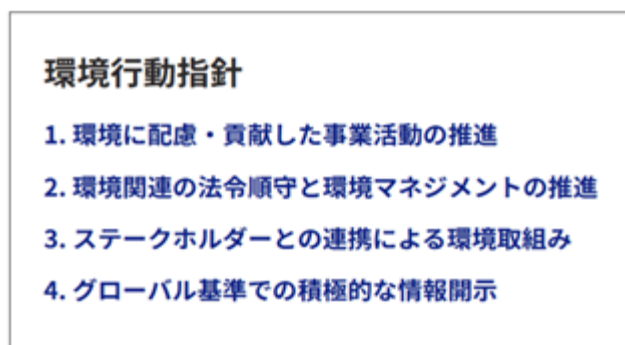 環境行動指針
1. 環境に配慮・貢献した事業活動の推進
2. 環境関連の法令順守と環境マネジメントの推進
3. ステークホルダーとの連携による環境取組み
4. グローバル基準での積極的な情報開示